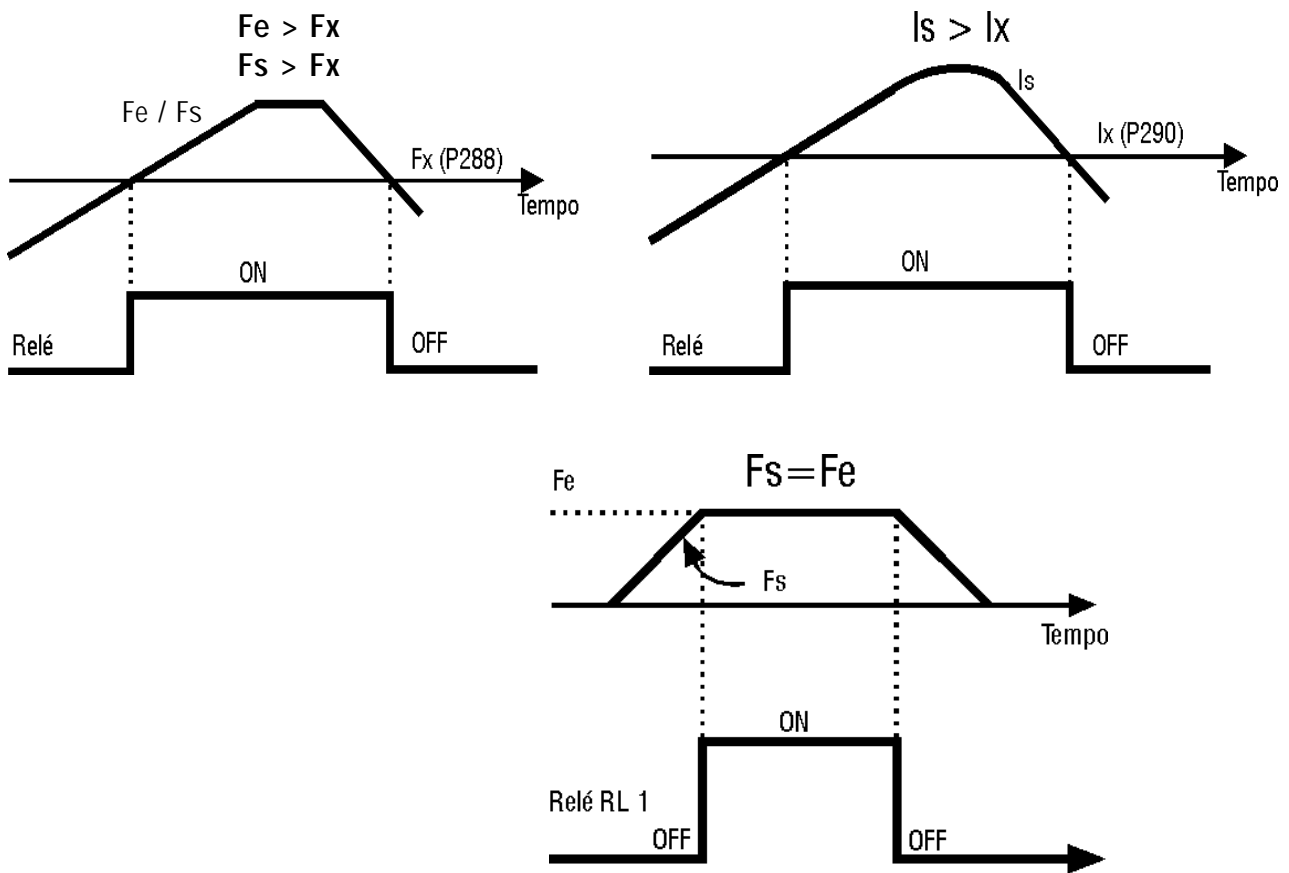 Fe > Fx
Fs > Fx
Fe / Fs
Fx (P288)
Tempo
ON
Relé
OFF
Is > Ix
Is
Ix (P290)
Tempo
ON
Relé
OFF
Fs=Fe
Fe
Fs
Tempo
ON
Relé RL 1
OFF
OFF